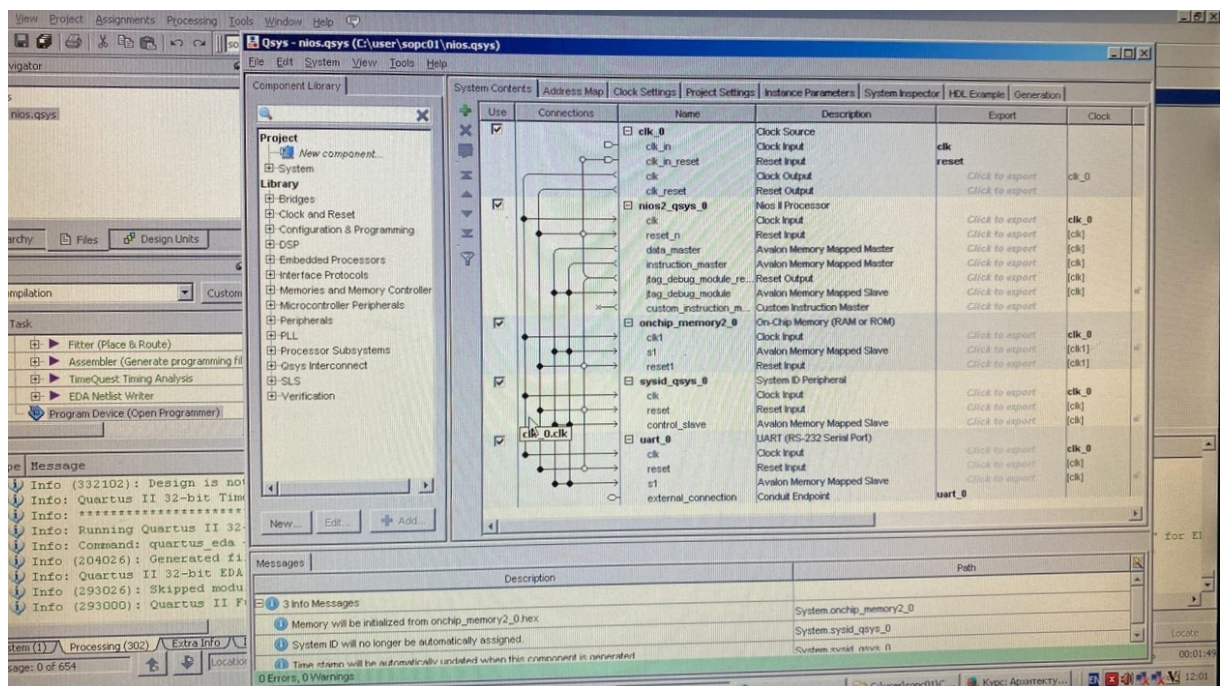 View Project Assignments Processing Tools Window Help
Qsys - nios.qsys (C:\user\sopc01\nios.qsys)
File Edit System View Tools Help
Component Library
System Contents Address Map Clock Settings Project Settings Instance Parameters System Inspector HDL Example Generation
Use Connections Name Description Export Clock
clk_0 Clock Source
clk_in Clock Input clk
clk_in_reset Reset Input reset
clk Clock Output Click to export clk_0
clk_reset Reset Output Click to export
nios2_qsys_0 Nios II Processor
clk Clock Input Click to export clk_0
reset_n Reset Input Click to export [clk]
data_master Avalon Memory Mapped Master Click to export [clk]
instruction_master Avalon Memory Mapped Master Click to export [clk]
jtag_debug_module_re... Reset Output Click to export [clk]
jtag_debug_module Avalon Memory Mapped Slave Click to export [clk]
custom_instruction_m... Custom Instruction Master Click to export
onchip_memory2_0 On-Chip Memory (RAM or ROM)
clk1 Clock Input Click to export clk_0
s1 Avalon Memory Mapped Slave Click to export [clk1]
reset1 Reset Input Click to export [clk1]
sysid_qsys_0 System ID Peripheral
clk Clock Input Click to export clk_0
reset Reset Input Click to export [clk]
control_slave Avalon Memory Mapped Slave Click to export [clk]
clk_0.clk
uart_0 UART (RS-232 Serial Port)
clk Clock Input Click to export clk_0
reset Reset Input Click to export [clk]
s1 Avalon Memory Mapped Slave Click to export [clk]
external_connection Conduit Endpoint uart_0
Project
New component...
System
Library
Bridges
Clock and Reset
Configuration & Programming
DSP
Embedded Processors
Interface Protocols
Memories and Memory Controller
Microcontroller Peripherals
Peripherals
PLL
Processor Subsystems
Qsys Interconnect
SLS
Verification
New... Edit... Add...
Messages
Description Path
3 Info Messages
Memory will be initialized from onchip_memory2_0.hex System.onchip_memory2_0
System ID will no longer be automatically assigned. System.sysid_qsys_0
Time stamp will be automatically updated when this component is generated System.sysid_qsys_0
0 Errors, 0 Warnings
vigator
nios.qsys
archy Files Design Units
mpilation Custom
Task
Fitter (Place & Route)
Assembler (Generate programming fil
TimeQuest Timing Analysis
EDA Netlist Writer
Program Device (Open Programmer)
pe Message
Info (332102): Design is not
Info: Quartus II 32-bit Time
Info: ***********************
Info: Running Quartus II 32-
Info: Command: quartus_eda
Info (204026): Generated fi
Info: Quartus II 32-bit EDA
Info (293026): Skipped modu
Info (293000): Quartus II F
" for EI
stem (1) Processing (302) Extra Info
sage: 0 of 654 Location
Locate
00:01:49
Курс: Архитекту... EN 12:01